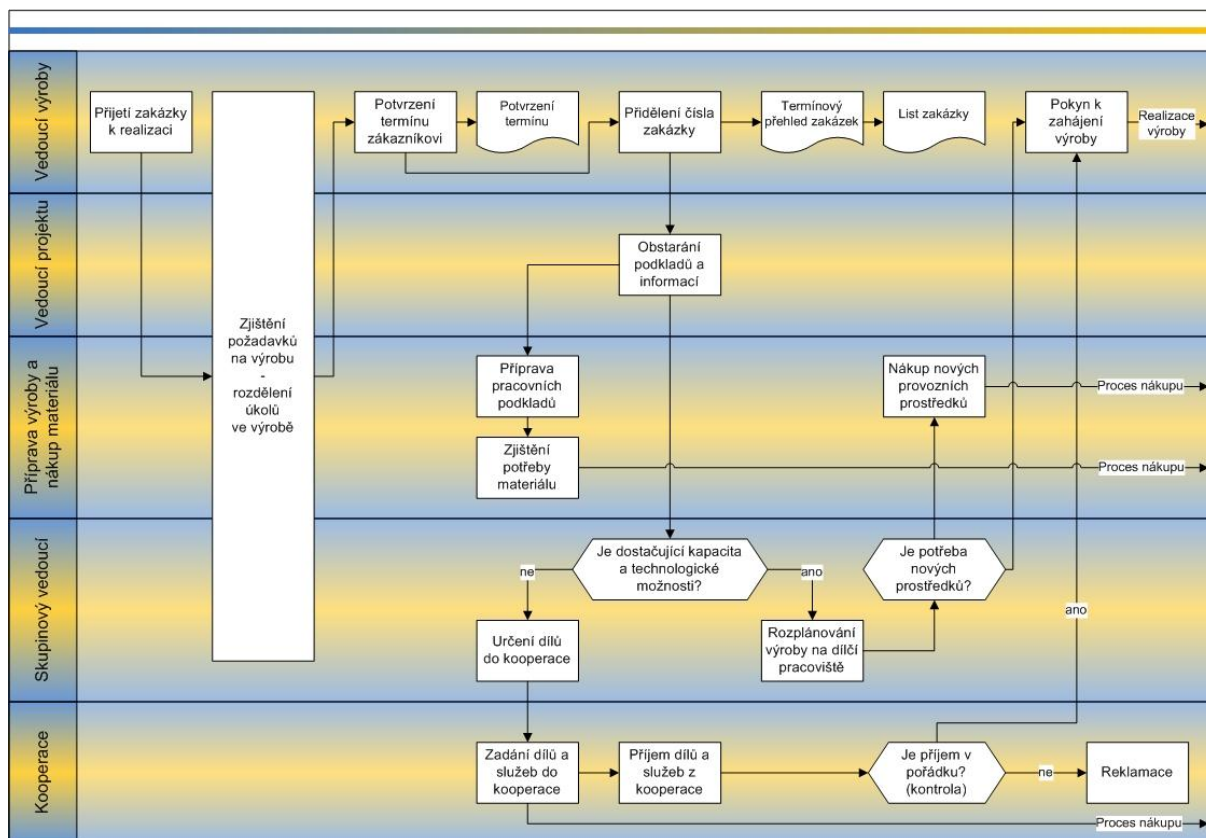 Vedoucí výroby
Přijetí zakázky
k realizaci
Potvrzení
termínu
zákazníkovi
Potvrzení
termínu
Přidělení čísla
zakázky
Termínový
přehled zakázek
List zakázky
Pokyn k
zahájení
výroby
Realizace
výroby
Zjištění
požadavků
na výrobu
-
rozdělení
úkolů
ve výrobě
Vedoucí projektu
Obstarání
podkladů a
informací
Příprava výroby a
nákup materiálu
Příprava
pracovních
podkladů
Nákup nových
provozních
prostředků
Proces nákupu
Zjištění
potřeby
materiálu
Proces nákupu
Skupinový vedoucí
Je dostačující kapacita
a technologické
možnosti?
ne
ano
Je potřeba
nových
prostředků?
ano
Určení dílů
do kooperace
Rozplánování
výroby na dílčí
pracoviště
Kooperace
Zadání dílů a
služeb do
kooperace
Příjem dílů a
služeb z
kooperace
Je příjem v
pořádku?
(kontrola)
ne
Reklamace
Proces nákupu